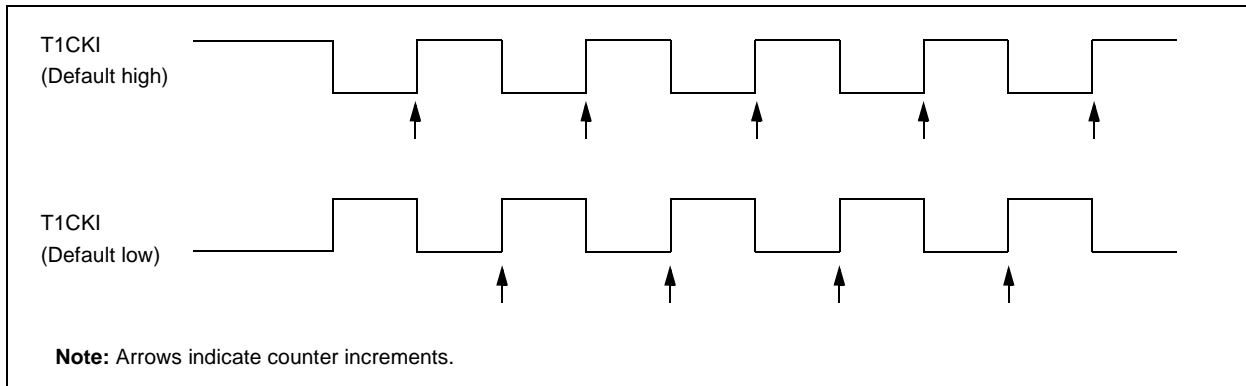 T1CKI
(Default high)
T1CKI
(Default low)
Note: Arrows indicate counter increments.